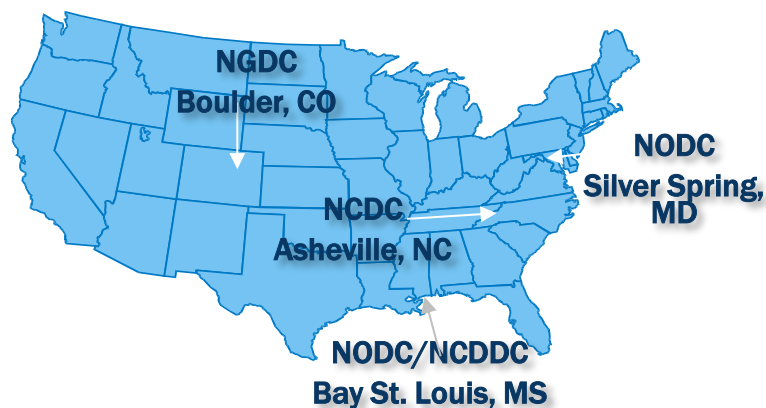 NGDC
Boulder, CO
NODC
Silver Spring,
MD
NCDC
Asheville, NC
NODC/NCDDC
Bay St. Louis, MS